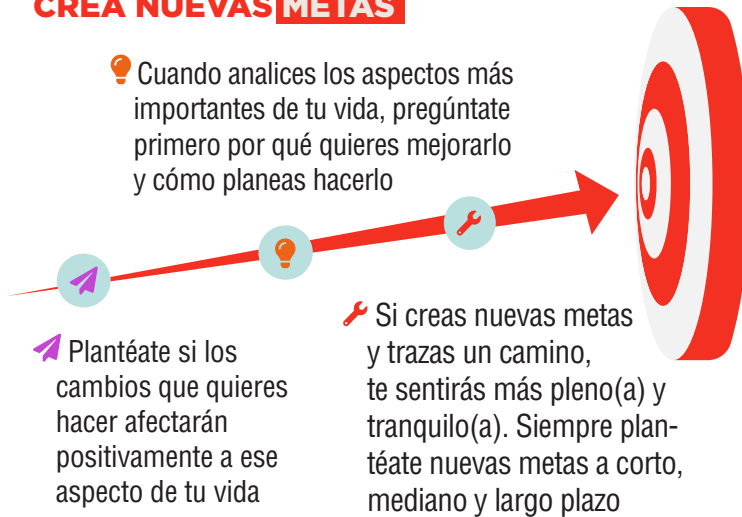 CREA NUEVAS METAS
Cuando analices los aspectos más
importantes de tu vida, pregúntate
primero por qué quieres mejorarlo
y cómo planeas hacerlo
Plantéate si los
cambios que quieres
hacer afectarán
positivamente a ese
aspecto de tu vida
Si creas nuevas metas
y trazas un camino,
te sentirás más pleno(a) y
tranquilo(a). Siempre plan-
téate nuevas metas a corto,
mediano y largo plazo